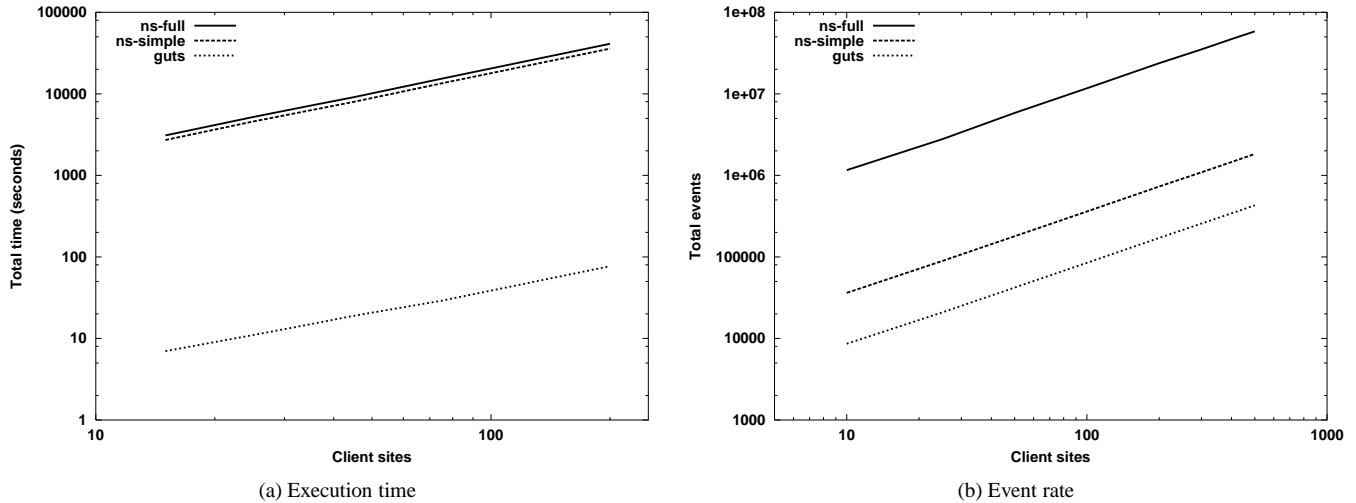 100000
10000
1000
100
10
1
10
100
Total time (seconds)
Client sites
ns-full
ns-simple
guts
(a) Execution time
1e+08
1e+07
1e+06
100000
10000
1000
10
100
1000
Total events
Client sites
ns-full
ns-simple
guts
(b) Event rate